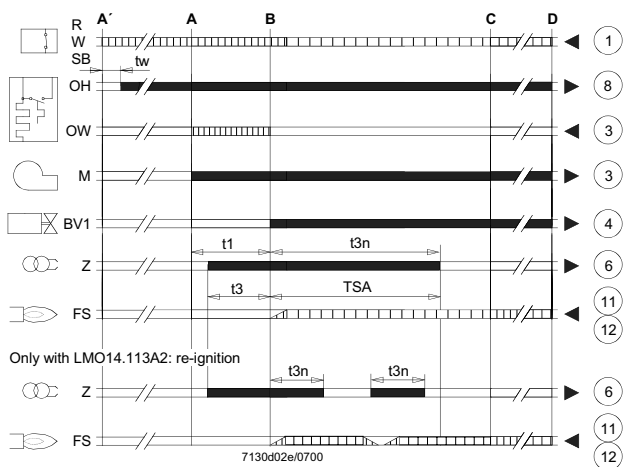 A´ A B C D
R
W 1
SB tw
OH 8
OW 3
M 3
BV1 4
t1 t3n
Z 6
t3 TSA
FS 11
12
Only with LMO14.113A2: re-ignition
t3n t3n
Z 6
FS 11
12
7130d02e/0700